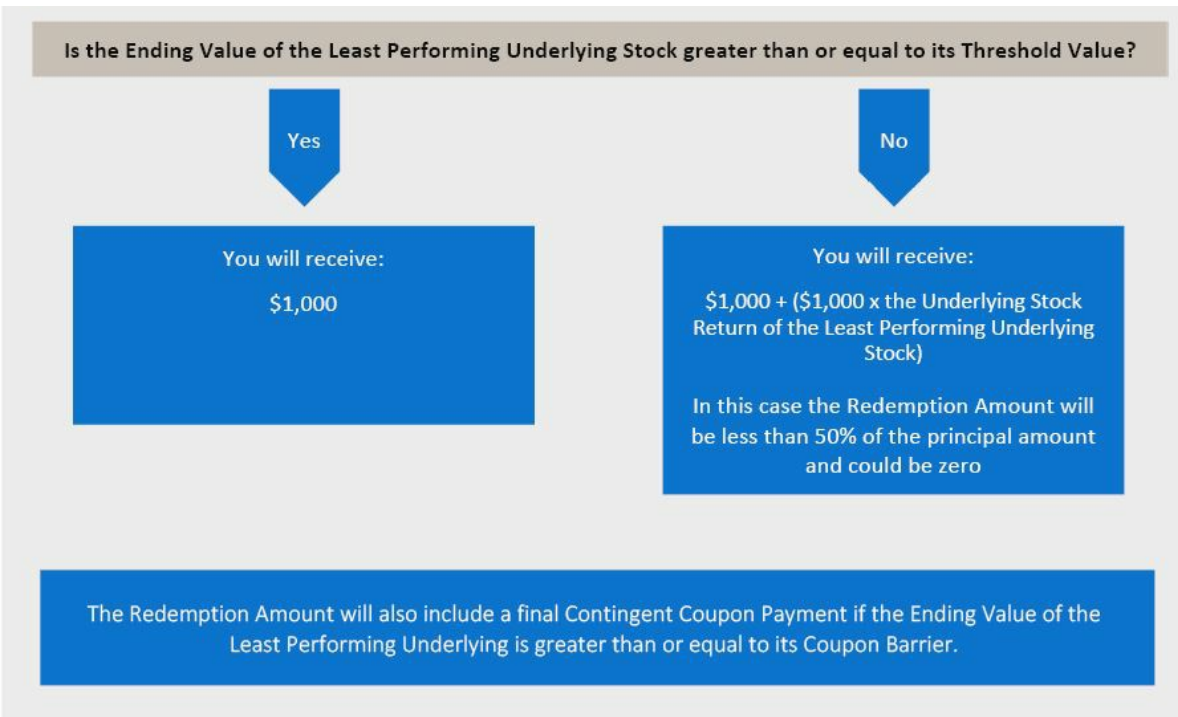 Is the Ending Value of the Least Performing Underlying Stock greater than or equal to its Threshold Value?
Yes
No
You will receive:
$1,000
You will receive:
$1,000 + ($1,000 x the Underlying Stock
Return of the Least Performing Underlying
Stock)
In this case the Redemption Amount will
be less than 50% of the principal amount
and could be zero
The Redemption Amount will also include a final Contingent Coupon Payment if the Ending Value of the
Least Performing Underlying is greater than or equal to its Coupon Barrier.